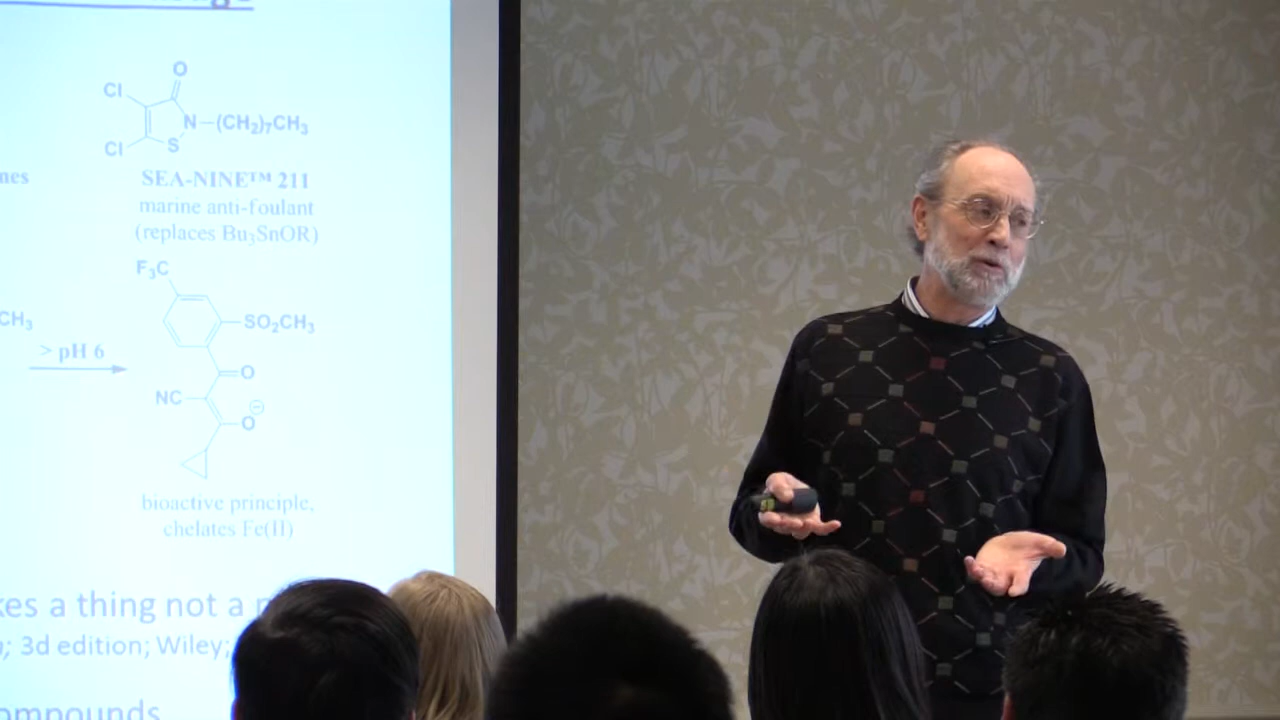 O
Cl
N–(CH₂)₇CH₃
Cl
S
nes
SEA-NINE™ 211
marine anti-foulant
(replaces Bu₃SnOR)
F₃C
CH₃
SO₂CH₃
> pH 6
O
NC
O⊖
bioactive principle,
chelates Fe(II)
kes a thing not a
; 3d edition; Wiley;
ompounds